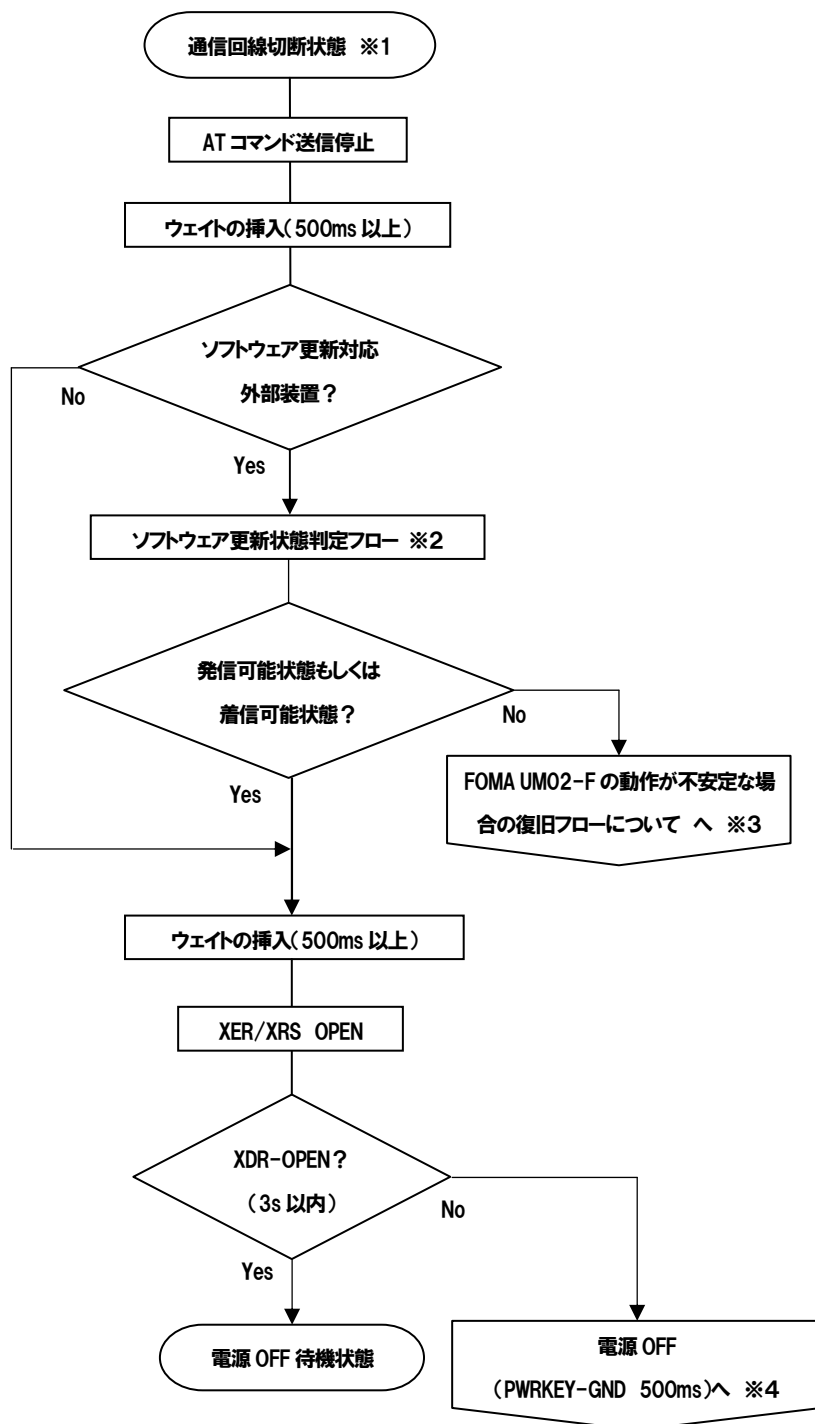 通信回線切断状態 ※1
AT コマンド送信停止
ウェイトの挿入(500ms 以上)
ソフトウェア更新対応
外部装置?
No
Yes
ソフトウェア更新状態判定フロー ※2
発信可能状態もしくは
着信可能状態?
No
Yes
FOMA UM02-F の動作が不安定な場
合の復旧フローについて へ ※3
ウェイトの挿入(500ms 以上)
XER/XRS OPEN
XDR-OPEN?
(3s 以内)
No
Yes
電源 OFF 待機状態
電源 OFF
(PWRKEY-GND 500ms)へ ※4